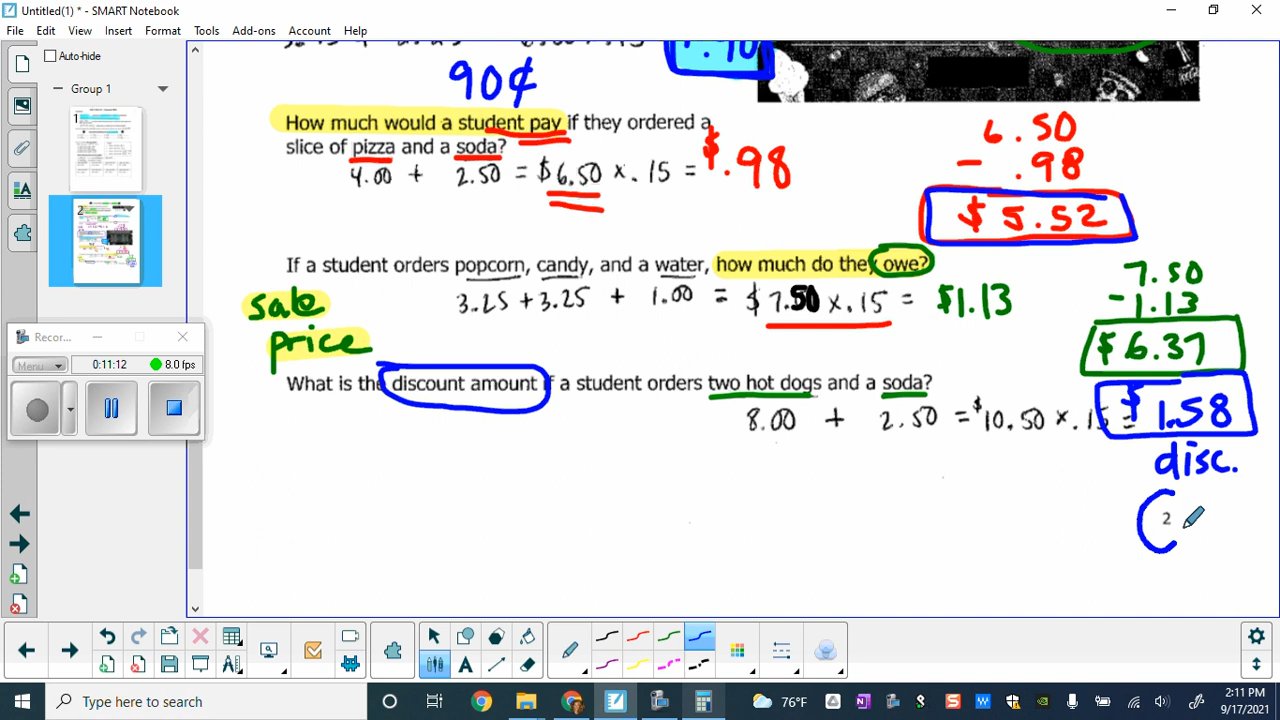 Untitled(1) * - SMART Notebook
File Edit View Insert Format Tools Add-ons Account Help
Auto-hide
Group 1
1
2
90¢
How much would a student pay if they ordered a
slice of pizza and a soda?
4.00 + 2.50 = $6.50 x .15 = $.98
6.50
- .98
$5.52
If a student orders popcorn, candy, and a water, how much do they owe?
3.25 + 3.25 + 1.00 = $7.50 x .15 = $1.13
7.50
-1.13
$6.37
sale
price
What is the discount amount if a student orders two hot dogs and a soda?
8.00 + 2.50 = $10.50 x .15 = $1.58
disc.
2
Recor...
Menu
0:11:12 8.0 fps
A
Type here to search
76°F
2:11 PM
9/17/2021